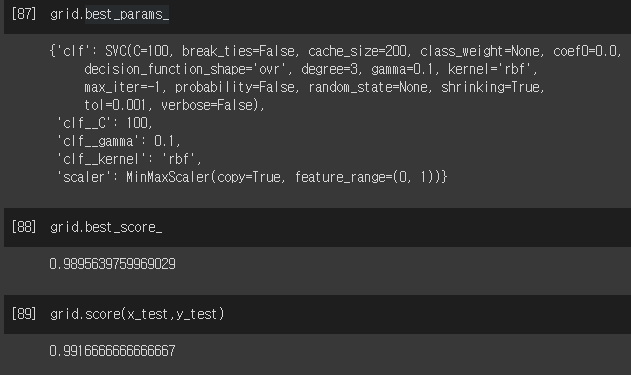 [87] grid.best_params_
{'clf': SVC(C=100, break_ties=False, cache_size=200, class_weight=None, coef0=0.0,
decision_function_shape='ovr', degree=3, gamma=0.1, kernel='rbf',
max_iter=-1, probability=False, random_state=None, shrinking=True,
tol=0.001, verbose=False),
'clf__C': 100,
'clf__gamma': 0.1,
'clf__kernel': 'rbf',
'scaler': MinMaxScaler(copy=True, feature_range=(0, 1))}
[88] grid.best_score_
0.9895639759969029
[89] grid.score(x_test,y_test)
0.9916666666666667